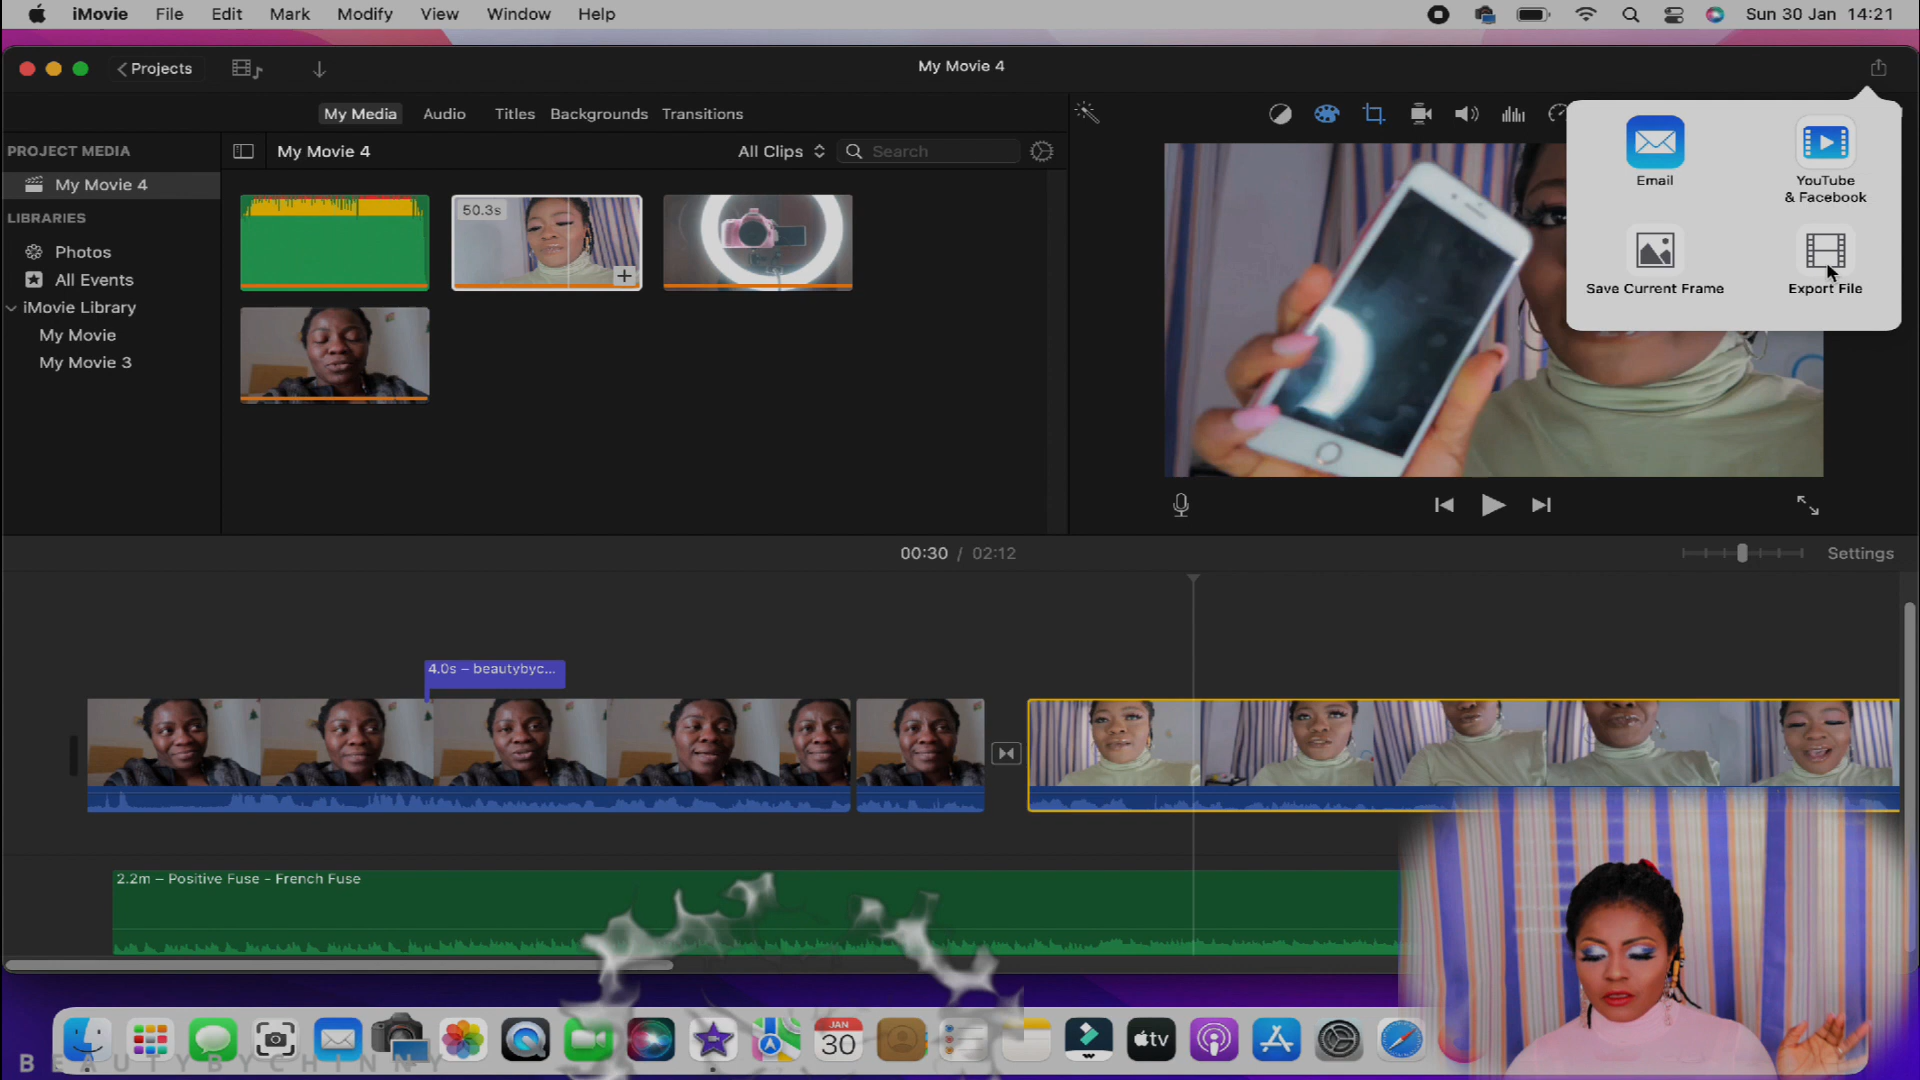 iMovie File Edit Mark Modify View Window Help Sun 30 Jan 14:21
Projects
My Movie 4
My Media Audio Titles Backgrounds Transitions
PROJECT MEDIA
My Movie 4
LIBRARIES
Photos
All Events
iMovie Library
My Movie
My Movie 3
My Movie 4
All Clips
Search
50.3s
Email
YouTube
& Facebook
Save Current Frame
Export File
00:30 / 02:12
Settings
4.0s – beautybyc...
2.2m – Positive Fuse - French Fuse
JAN
30
tv
BEAUTYBYCHINNY